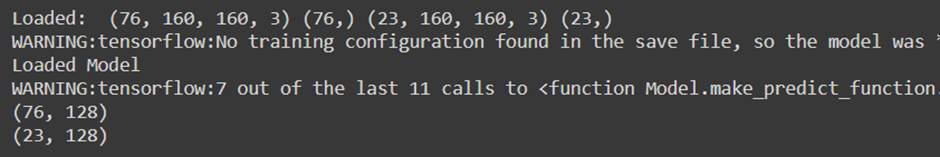 Loaded:  (76, 160, 160, 3) (76,) (23, 160, 160, 3) (23,)
WARNING:tensorflow:No training configuration found in the save file, so the model was *
Loaded Model
WARNING:tensorflow:7 out of the last 11 calls to <function Model.make_predict_function.
(76, 128)
(23, 128)